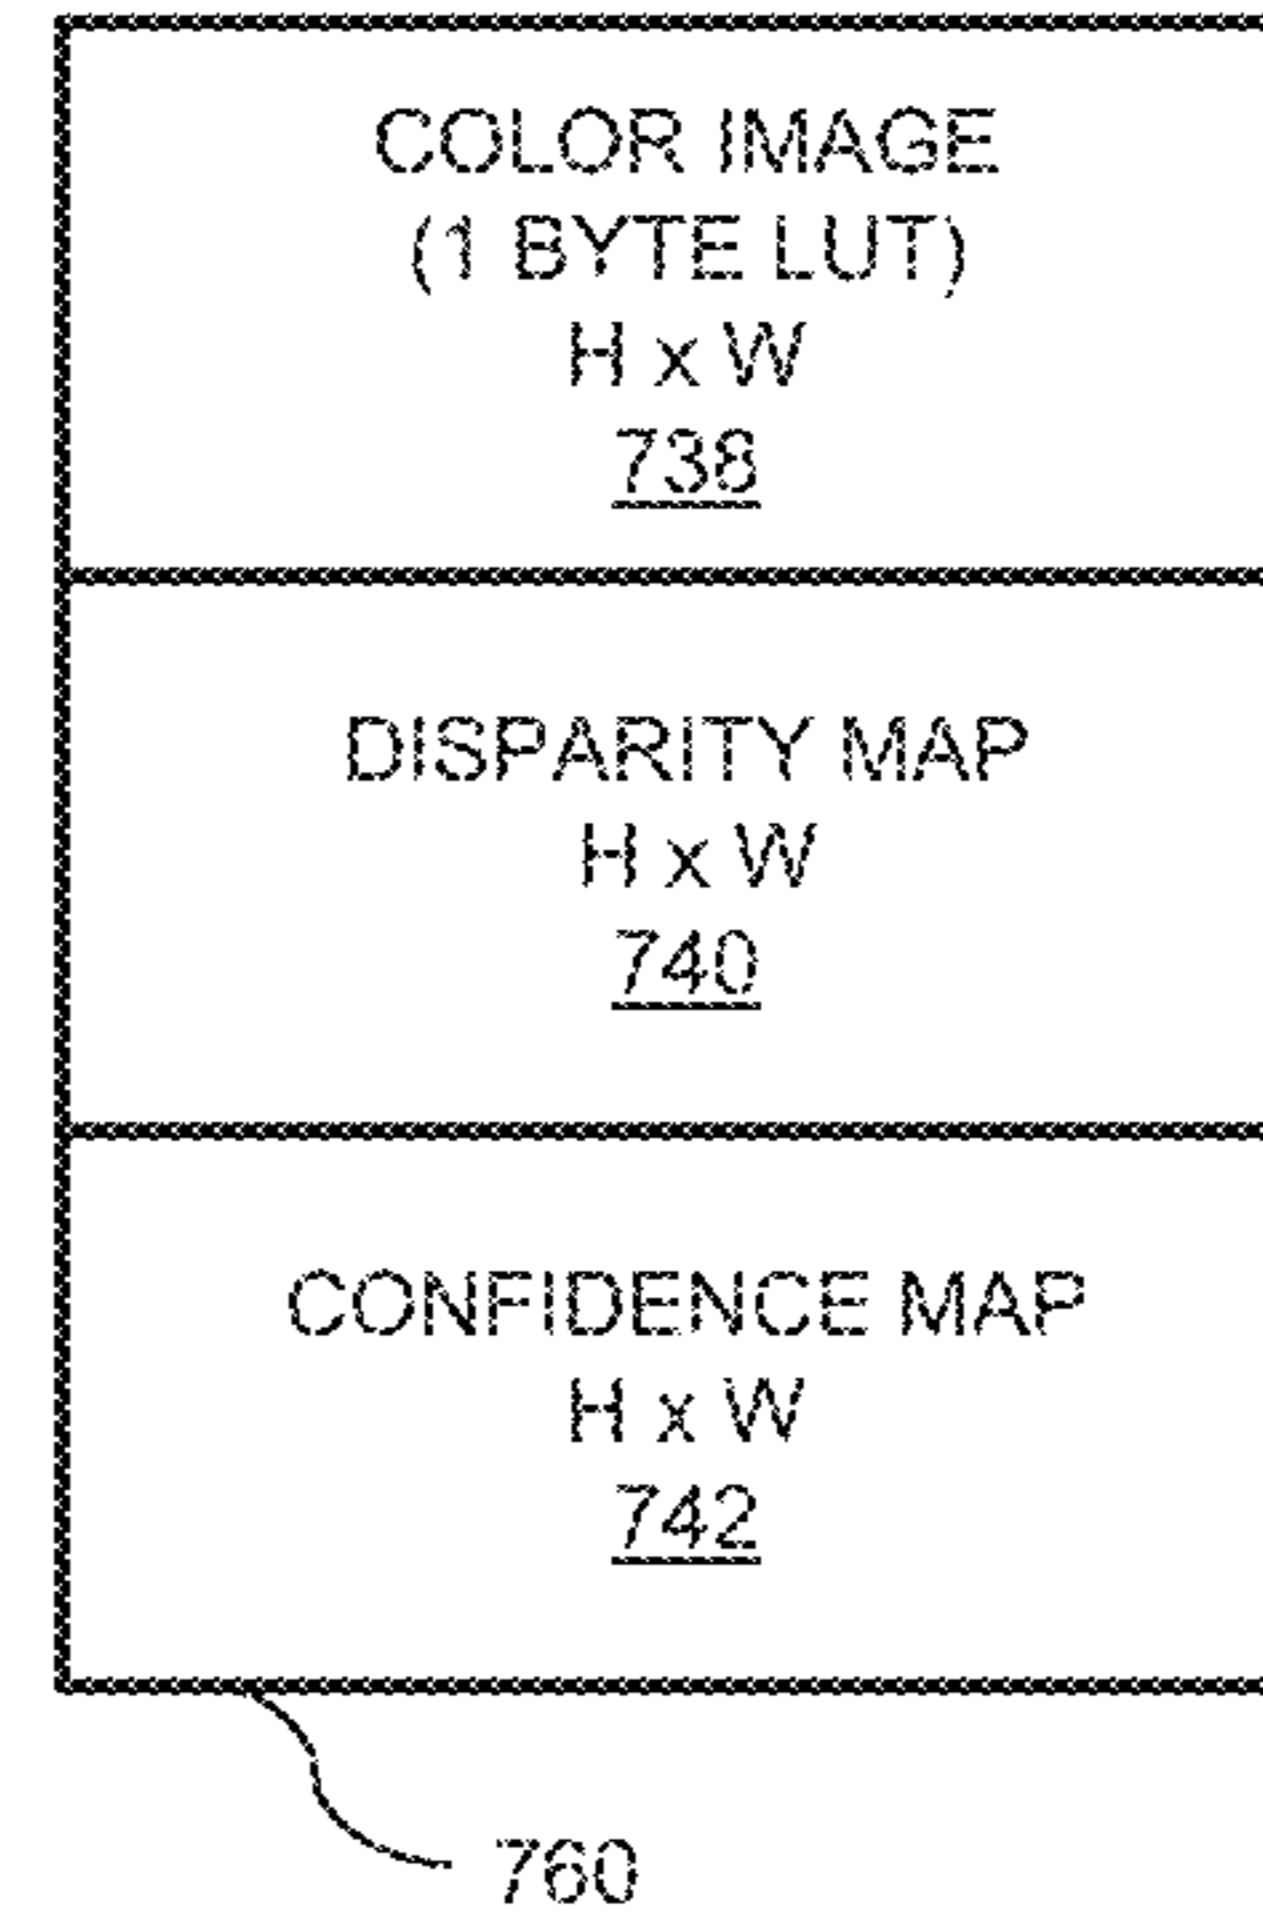 COLOR IMAGE
(1 BYTE LUT)
H x W
738
DISPARITY MAP
H x W
740
CONFIDENCE MAP
H x W
742
760